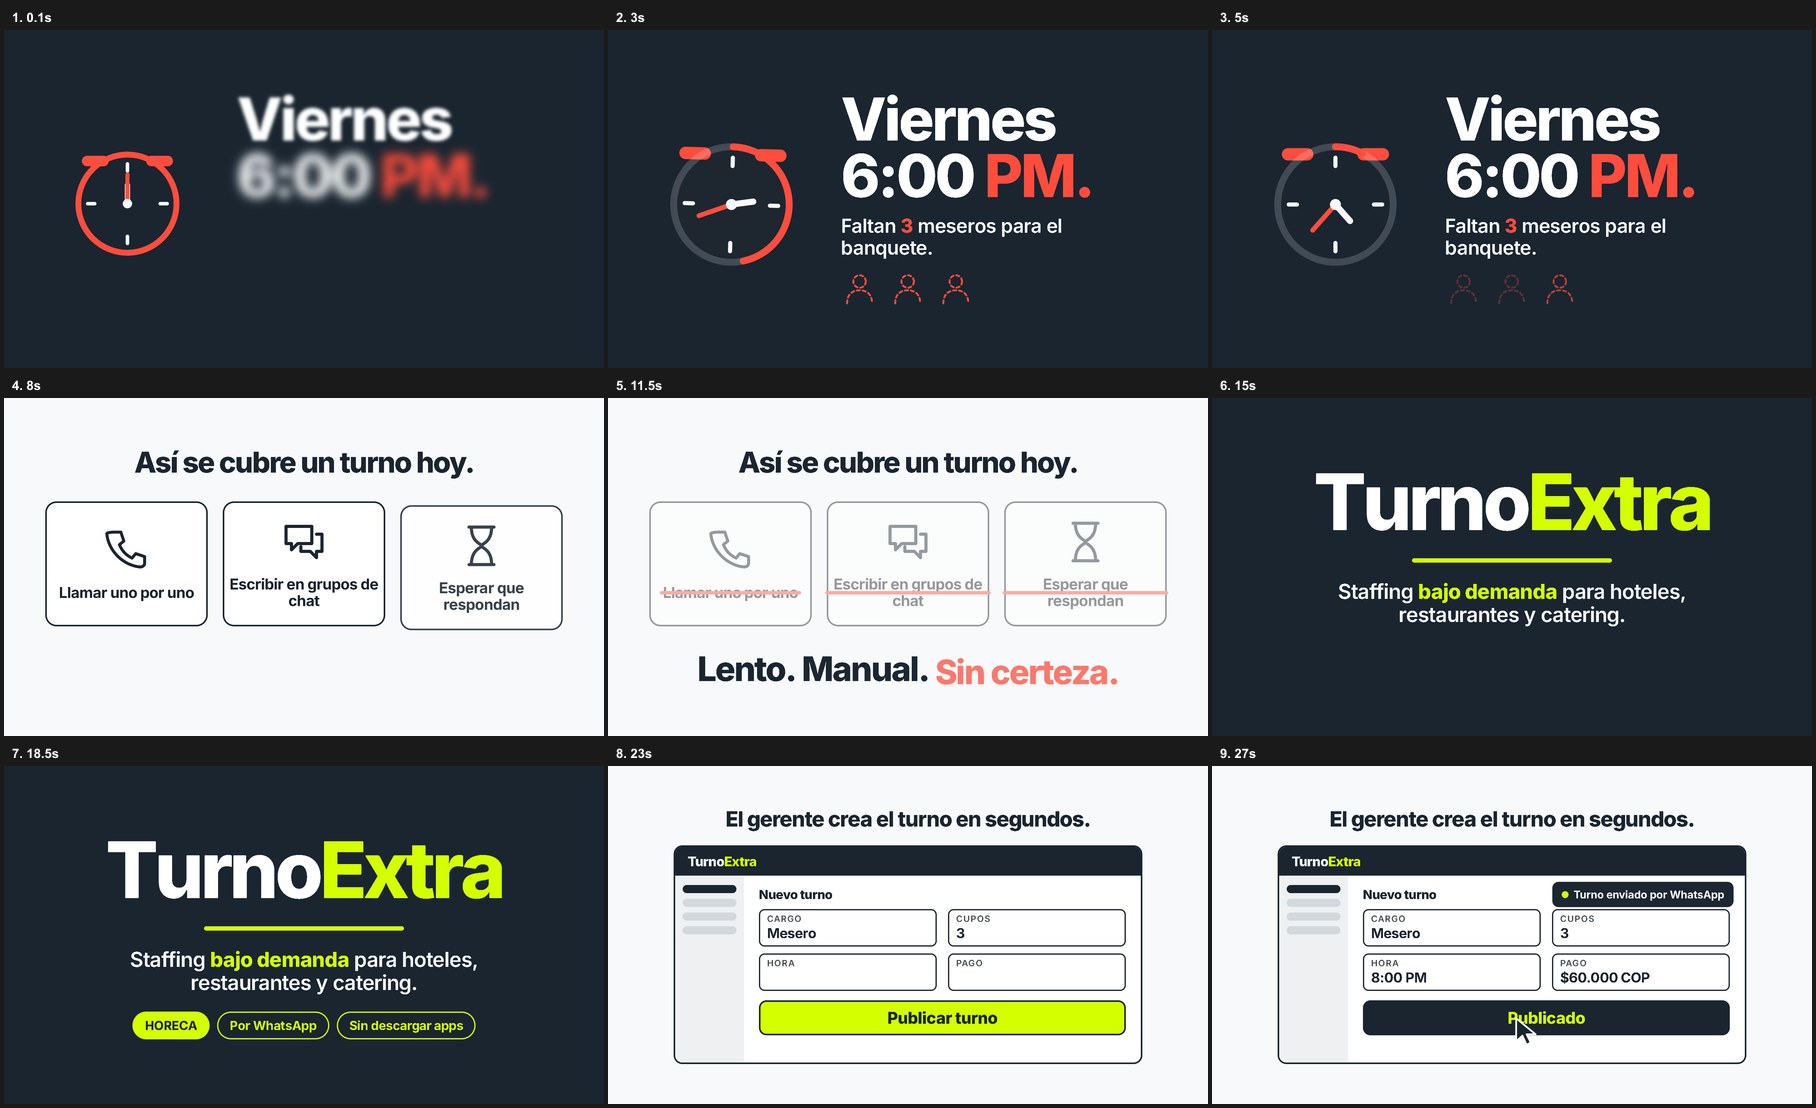 1. 0.1s
Viernes
6:00 PM.
2. 3s
Viernes
6:00 PM.
Faltan 3 meseros para el
banquete.
3. 5s
Viernes
6:00 PM.
Faltan 3 meseros para el
banquete.
4. 8s
Así se cubre un turno hoy.
Llamar uno por uno
Escribir en grupos de
chat
Esperar que
respondan
5. 11.5s
Así se cubre un turno hoy.
Llamar uno por uno
Escribir en grupos de
chat
Esperar que
respondan
Lento. Manual. Sin certeza.
6. 15s
TurnoExtra
Staffing bajo demanda para hoteles,
restaurantes y catering.
7. 18.5s
TurnoExtra
Staffing bajo demanda para hoteles,
restaurantes y catering.
HORECA
Por WhatsApp
Sin descargar apps
8. 23s
El gerente crea el turno en segundos.
TurnoExtra
Nuevo turno
CARGO
Mesero
CUPOS
3
HORA
PAGO
Publicar turno
9. 27s
El gerente crea el turno en segundos.
TurnoExtra
Nuevo turno
Turno enviado por WhatsApp
CARGO
Mesero
CUPOS
3
HORA
8:00 PM
PAGO
$60.000 COP
Publicado